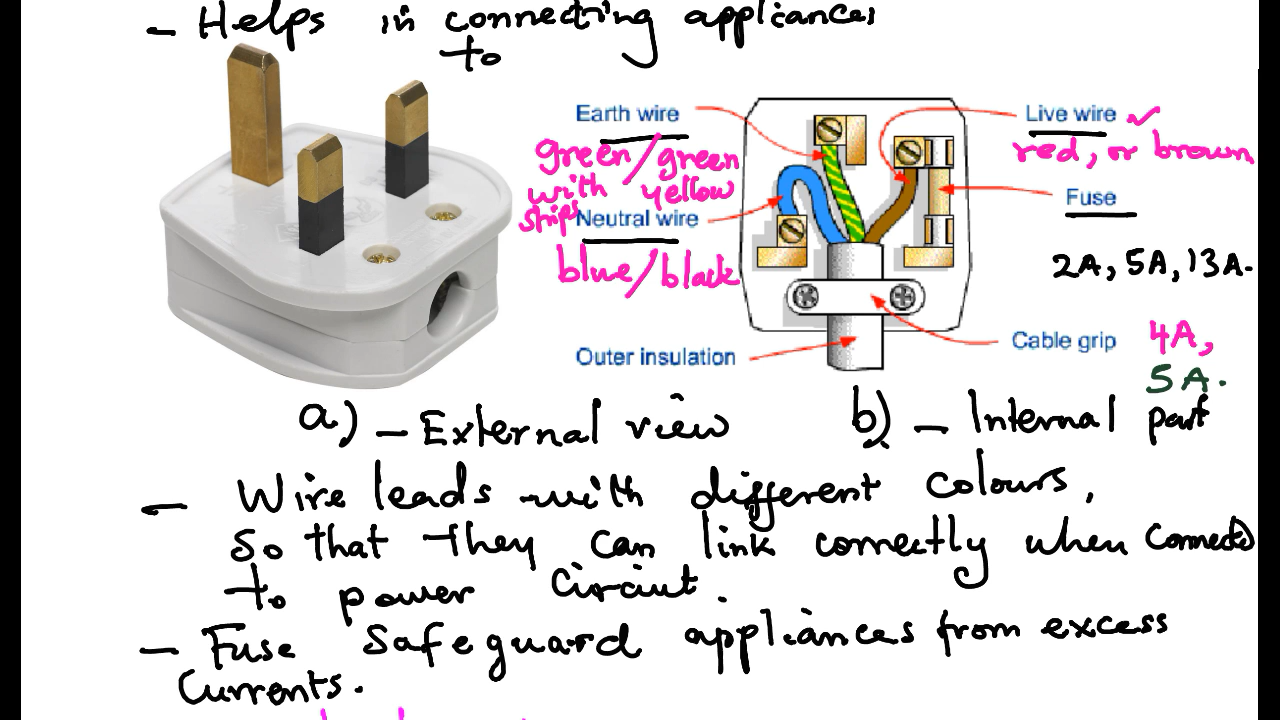 - Helps in connecting appliances
to
Earth wire
green/green
with yellow
strips
Neutral wire
blue/black
Outer insulation
Live wire ✓
red, or brown
Fuse
2A, 5A, 13A.
Cable grip
4A,
5A.
a) - External view
b) - Internal part
- Wire leads with different colours,
so that they can link correctly when connected
to power circuit.
- Fuse safeguard appliances from excess
currents.